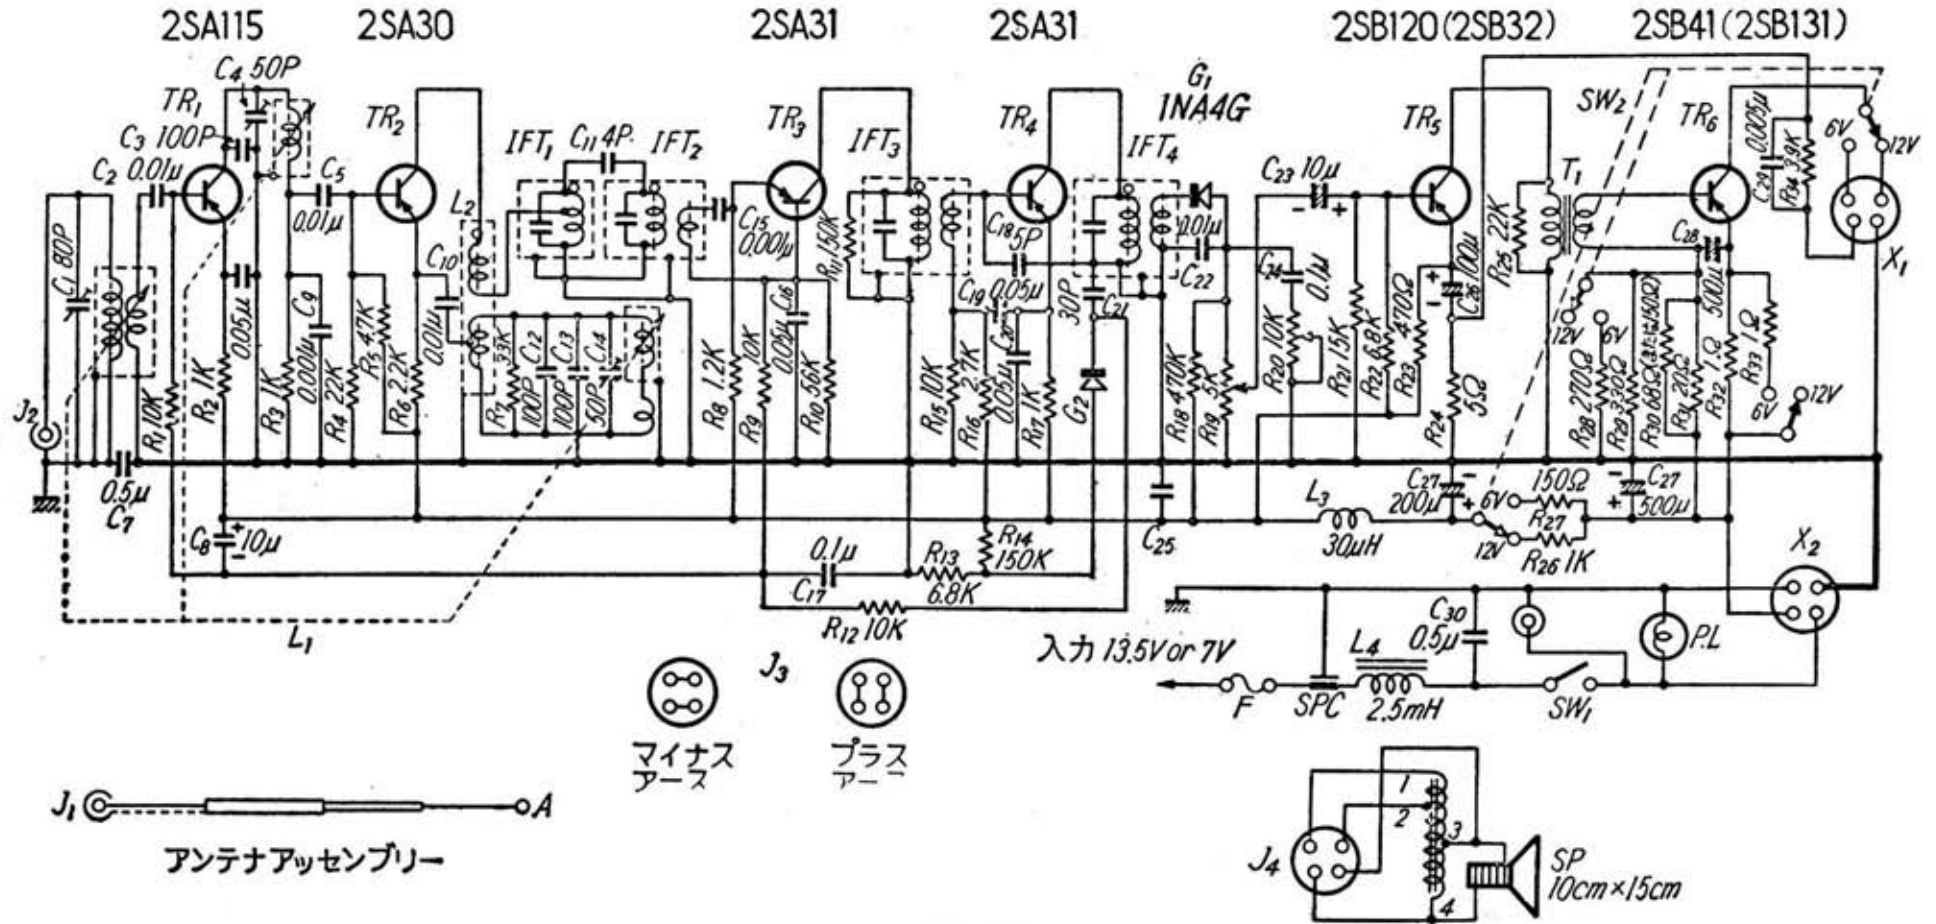 2SA115
2SA30
2SA31
2SA31
2SB120(2SB32)
2SB41(2SB131)
C4 50P
TR1
C3 100P
C2 0.01μ
C1 80P
J2
R1 10K
0.5μ
C7
R2 1K
0.05μ
R3 1K
C9
0.001μ
C5
0.01μ
R4 22K
R5 4.7K
R6 2.2K
C8
+
10μ
-
L1
TR2
C10
0.01μ
L2
IFT1
C11 4P
IFT2
R7 33K
C12
100P
C13
100P
C14
50P
C15
0.001μ
R8 1.2K
R9 10K
C16
0.05μ
R10 56K
TR3
IFT3
R11 150K
0.1μ
C17
R13
6.8K
R12 10K
R14
150K
TR4
C18
5P
C19
0.05μ
C20
0.05μ
R15 10K
R16 2.7K
R17 1K
IFT4
30P
C21
G2
G1
1NA4G
0.01μ
C22
R18 470K
R19 5K
C25
C23 10μ
- +
C24
0.1μ
R20 10K
R21 15K
R22 6.8K
R23 470Ω
TR5
+
-
C26 100μ
R24
5Ω
R25 22K
T1
SW2
TR6
C28
500μ
12V
6V
R28 270Ω
R29 330Ω
R30 68Ω(または150Ω)
R31 20Ω
R32 1Ω
R33 1Ω
6V
12V
C29 0.005μ
R34 3.9K
6V
12V
X1
L3
30μH
C27
200μ
-
+
6V
12V
150Ω
R27
R26 1K
-
+
C27
500μ
X2
入力 13.5V or 7V
F
SPC
L4
2.5mH
C30
0.5μ
SW1
P.L
J3
マイナス
アース
プラス
J1
A
アンテナアッセンブリー
J4
1
2
3
4
SP
10cm×15cm